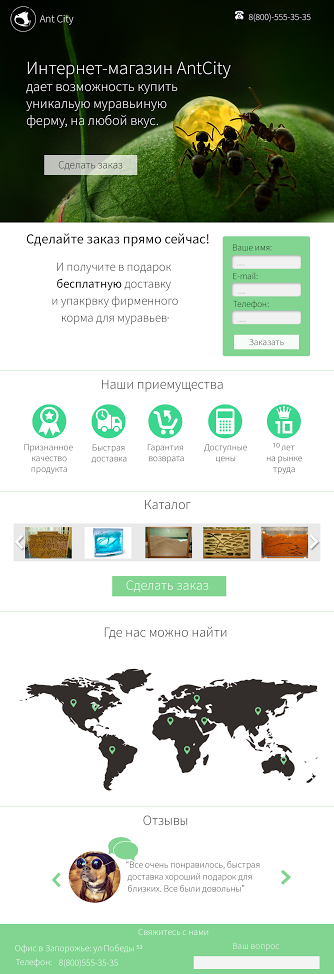 Ant City
8(800)-555-35-35
Интернет-магазин AntCity
дает возможность купить
уникалую муравьиную
ферму, на любой вкус.
Сделать заказ
Сделайте заказ прямо сейчас!
И получите в подарок
бесплатную доставку
и упакрвку фирменного
корма для муравьев*
Ваше имя:
E-mail:
Телефон:
Заказать
Наши приемущества
Признанное
качество
продукта
Быстрая
доставка
Гарантия
возврата
Доступные
цены
10
10 лет
на рынке
труда
Каталог
Сделать заказ
Где нас можно найти
Отзывы
"Все очень понравилось, быстрая
доставка хороший подарок для
близких. Все были довольны"
Свяжитесь с нами
Офис в Запорожье: ул Победы 53
Телефон: 8(800)555-35-35
Ваш вопрос